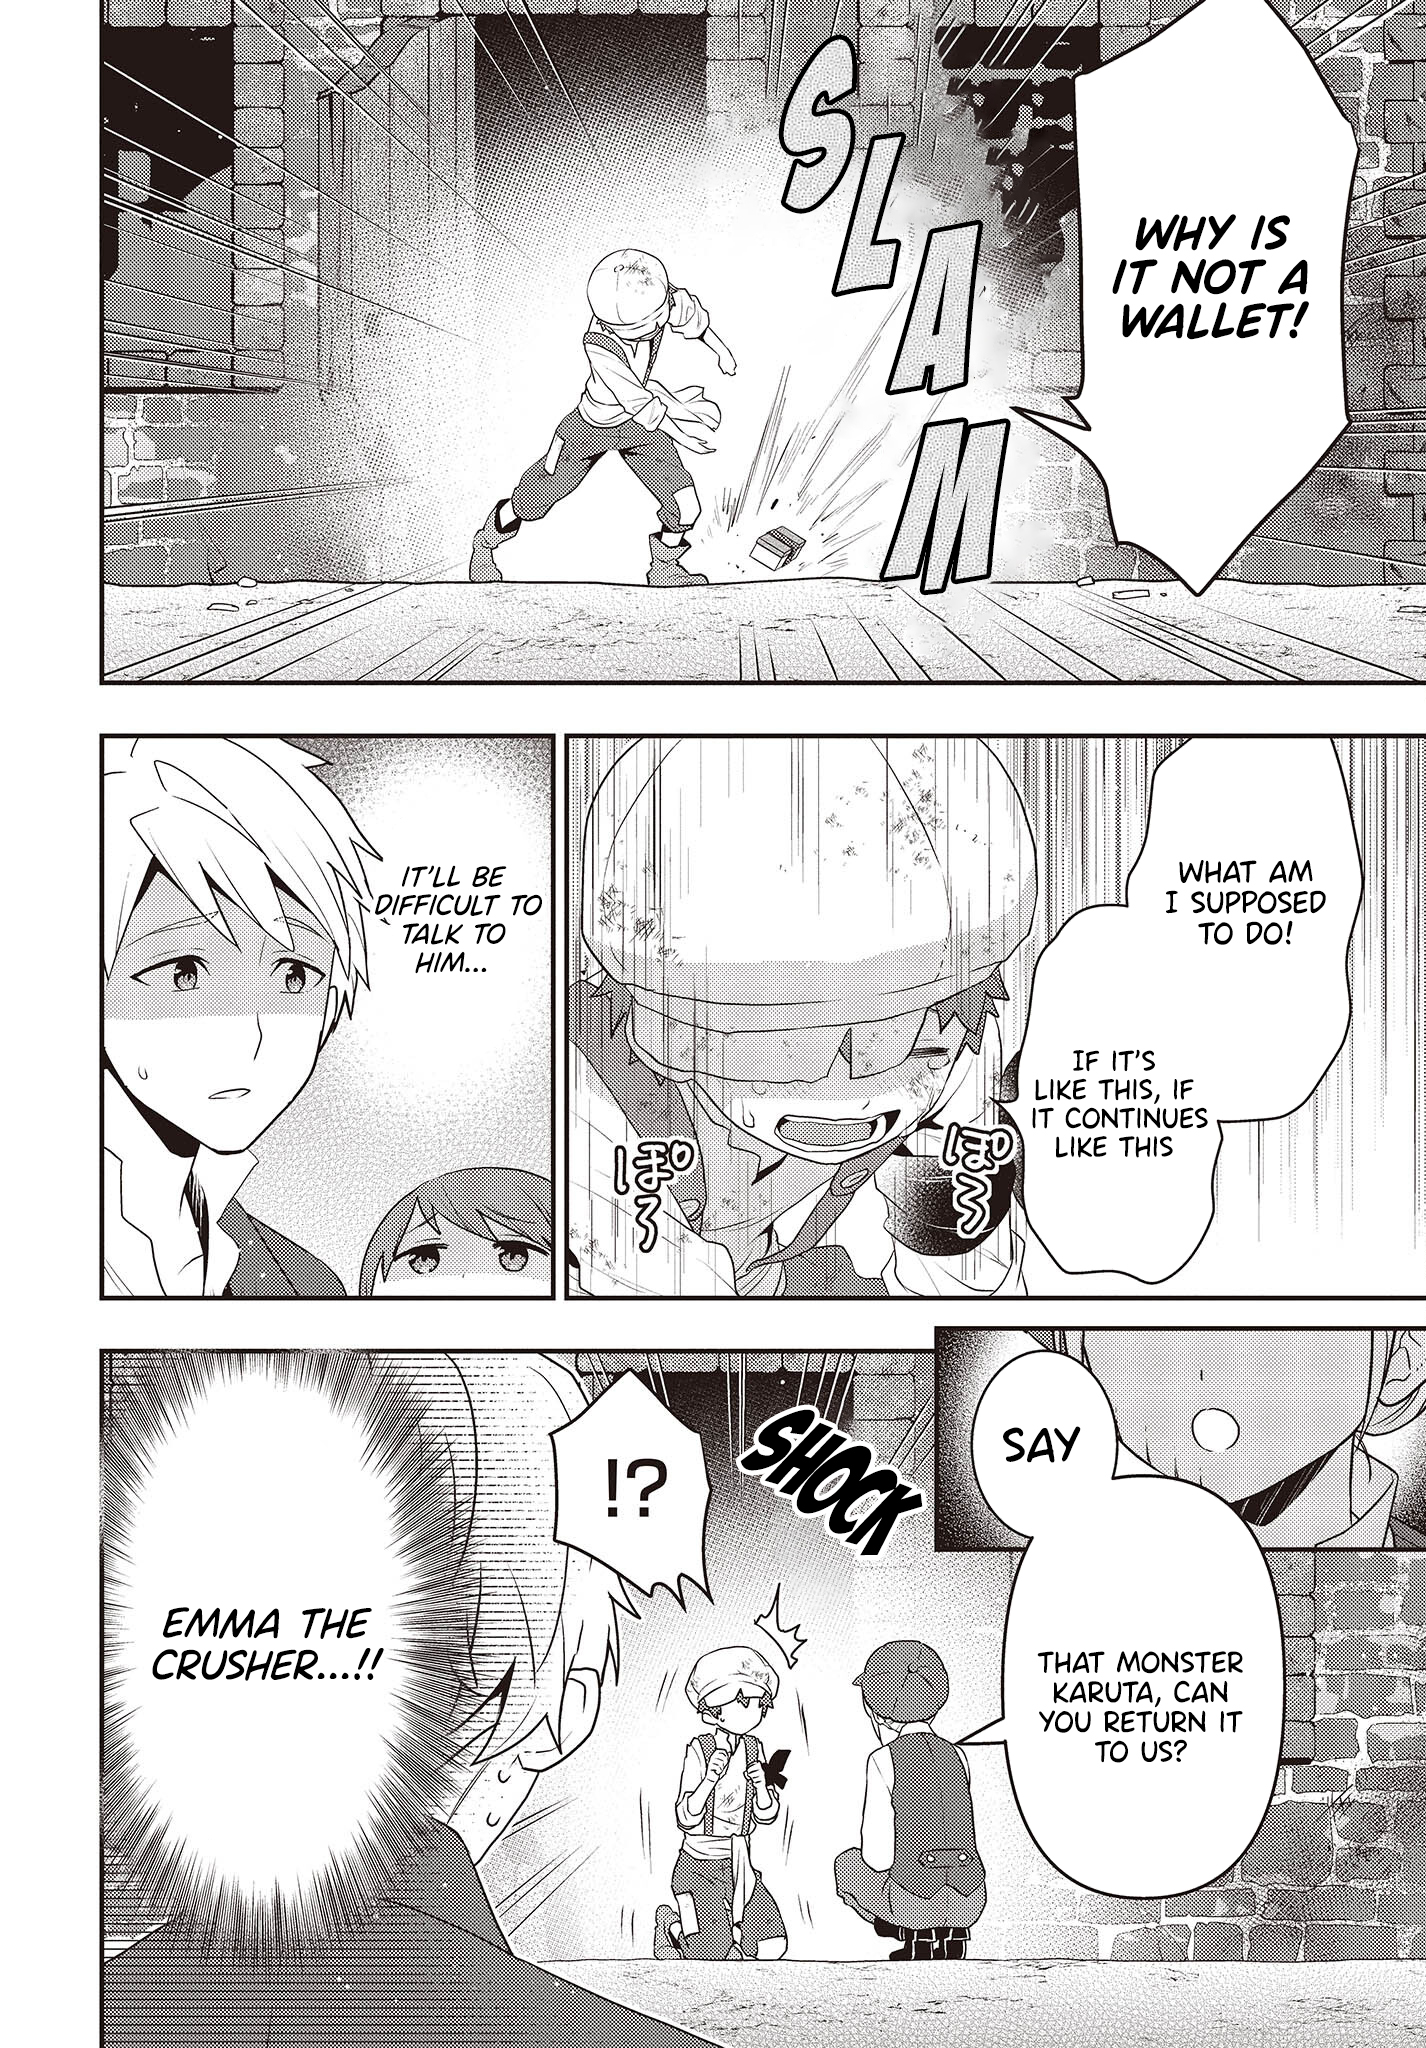 WHY IS
IT NOT A
WALLET!
SLAM
WHAT AM
I SUPPOSED
TO DO!
IF IT'S
LIKE THIS, IF
IT CONTINUES
LIKE THIS
ぽろ
ぽろ
IT'LL BE
DIFFICULT TO
TALK TO
HIM...
SAY
THAT MONSTER
KARUTA, CAN
YOU RETURN IT
TO US?
SHOCK
!?
EMMA THE
CRUSHER...!!